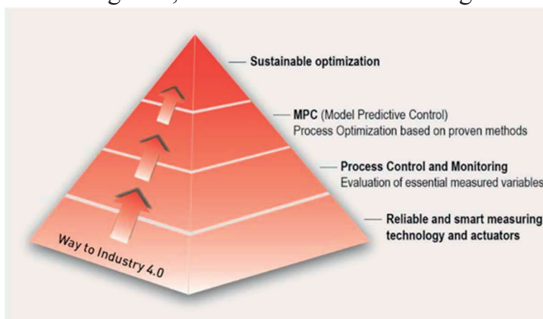 Sustainable optimization
MPC (Model Predictive Control)
Process Optimization based on proven methods
Process Control and Monitoring
Evaluation of essential measured variables
Reliable and smart measuring
technology and actuators
Way to Industry 4.0